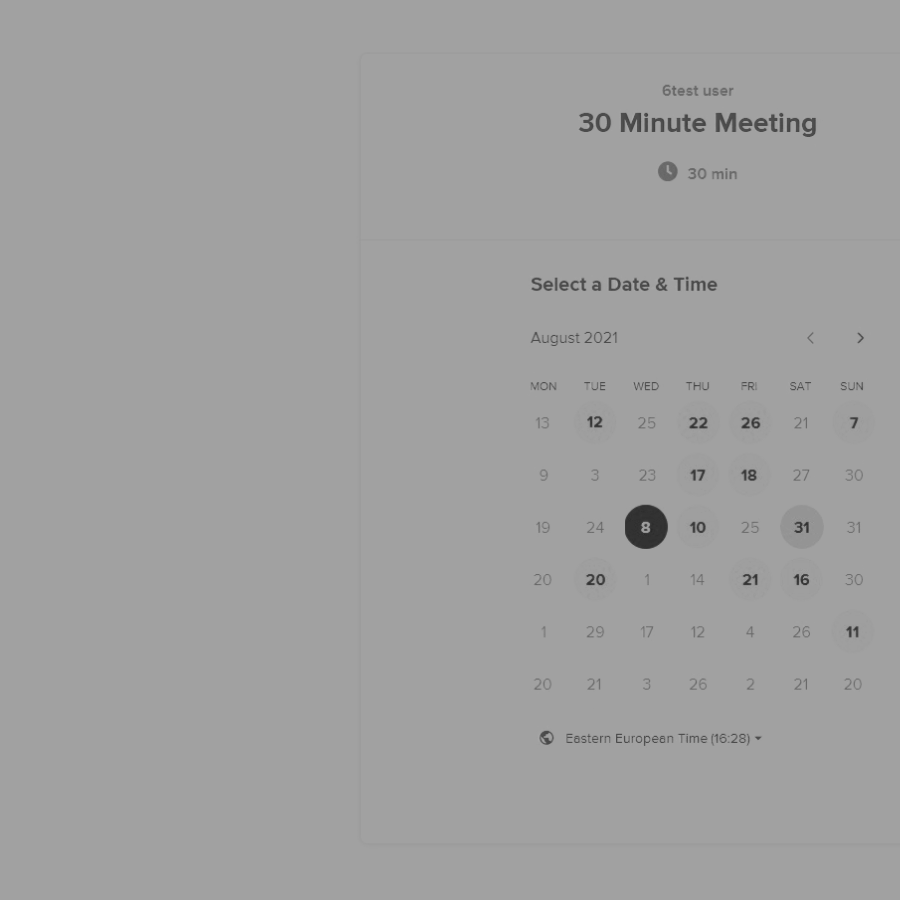 6test user
30 Minute Meeting
30 min
Select a Date & Time
August 2021
MON TUE WED THU FRI SAT SUN
13 12 25 22 26 21 7
9 3 23 17 18 27 30
19 24 8 10 25 31 31
20 20 1 14 21 16 30
1 29 17 12 4 26 11
20 21 3 26 2 21 20
Eastern European Time (16:28)